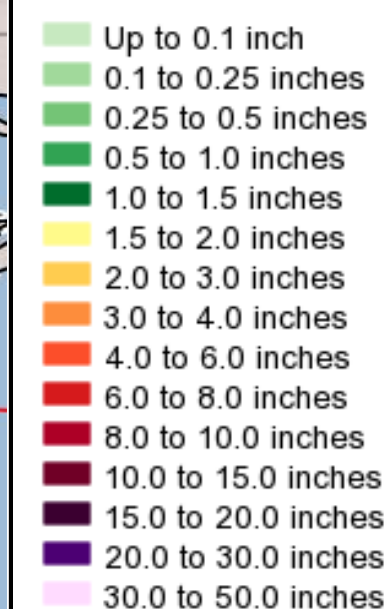 Up to 0.1 inch
0.1 to 0.25 inches
0.25 to 0.5 inches
0.5 to 1.0 inches
1.0 to 1.5 inches
1.5 to 2.0 inches
2.0 to 3.0 inches
3.0 to 4.0 inches
4.0 to 6.0 inches
6.0 to 8.0 inches
8.0 to 10.0 inches
10.0 to 15.0 inches
15.0 to 20.0 inches
20.0 to 30.0 inches
30.0 to 50.0 inches